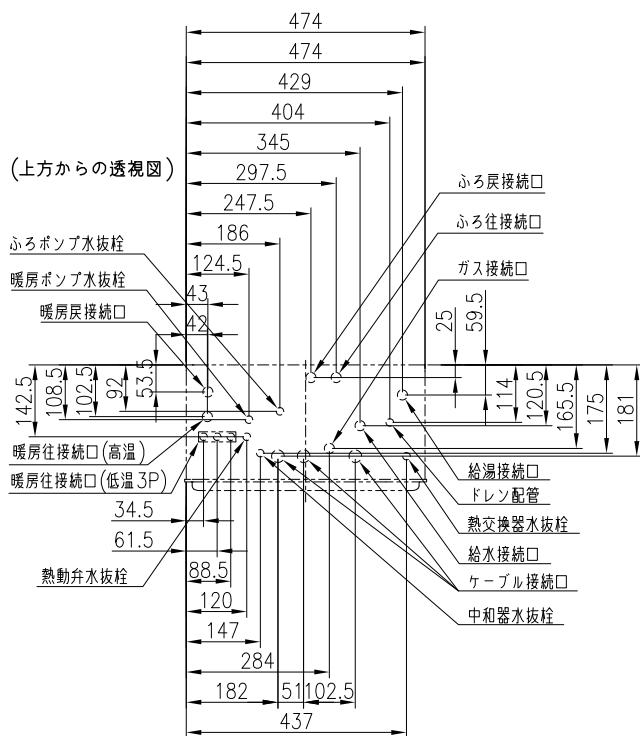 474
474
429
404
345
(上方からの透視図)
297.5
ふろ戻接続口
247.5
ふろ往接続口
186
ふろポンプ水抜栓
124.5
ガス接続口
暖房ポンプ水抜栓
43
暖房戻接続口
42
25
59.5
142.5
108.5
102.5
92
53.5
114
120.5
165.5
175
181
暖房往接続口(高温)
暖房往接続口(低温3P)
給湯接続口
ドレン配管
34.5
熱交換器水抜栓
61.5
給水接続口
88.5
熱動弁水抜栓
ケーブル接続口
120
中和器水抜栓
147
284
182
51
102.5
437